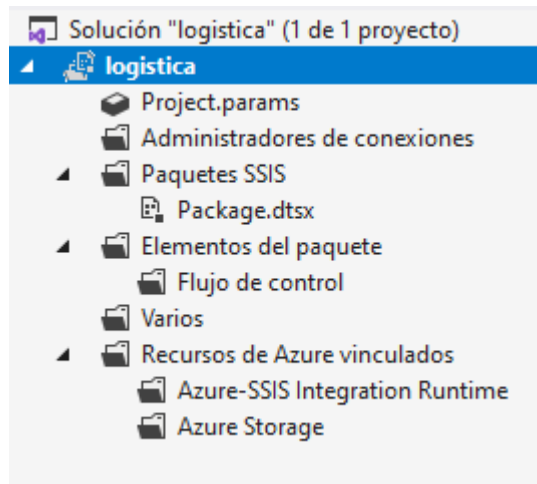 Solución "logistica" (1 de 1 proyecto)
logistica
Project.params
Administradores de conexiones
Paquetes SSIS
Package.dtsx
Elementos del paquete
Flujo de control
Varios
Recursos de Azure vinculados
Azure-SSIS Integration Runtime
Azure Storage